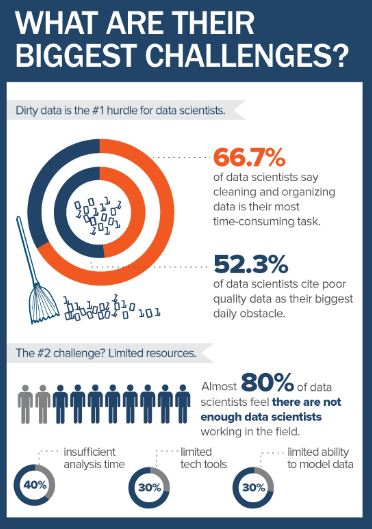 WHAT ARE THEIR
BIGGEST CHALLENGES?
Dirty data is the #1 hurdle for data scientists.
66.7%
of data scientists say
cleaning and organizing
data is their most
time-consuming task.
52.3%
of data scientists cite poor
quality data as their biggest
daily obstacle.
The #2 challenge? Limited resources.
Almost 80% of data
scientists feel there are not
enough data scientists
working in the field.
insufficient
analysis time
40%
limited
tech tools
30%
limited ability
to model data
30%